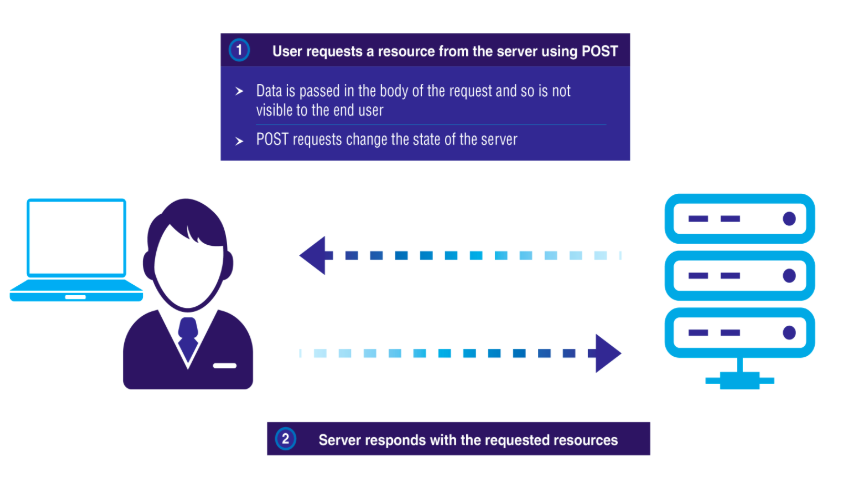 1 User requests a resource from the server using POST
Data is passed in the body of the request and so is not
visible to the end user
POST requests change the state of the server
2 Server responds with the requested resources